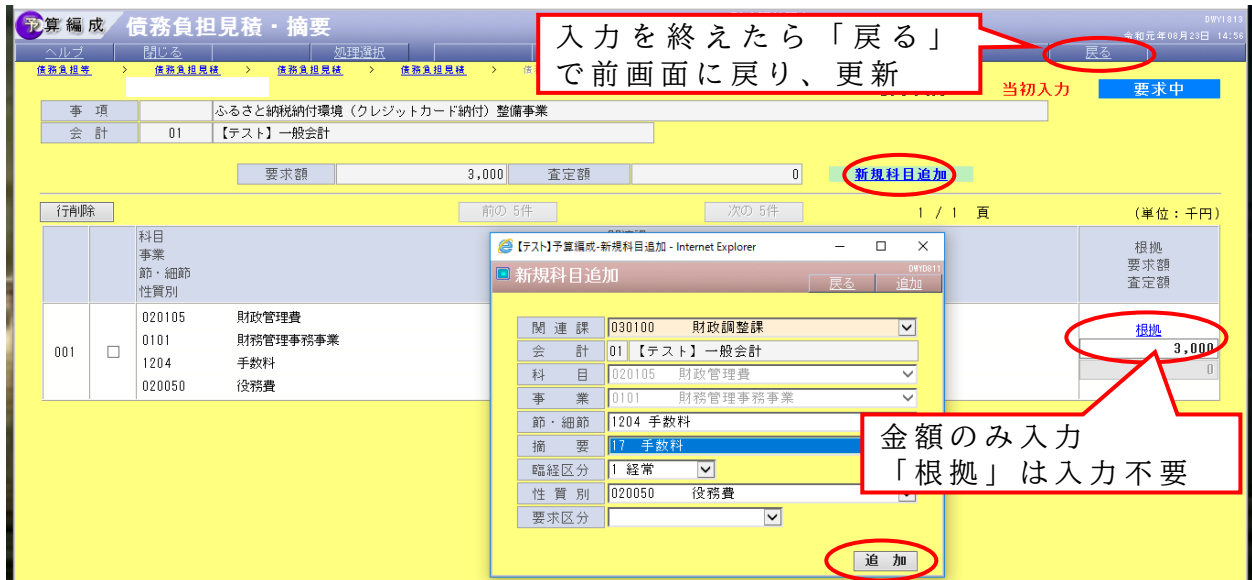 予算編成 債務負担見積・摘要
DWY1813
令和元年08月23日 14:56
ヘルプ 閉じる 処理選択 戻る
入力を終えたら「戻る」
で前画面に戻り、更新
債務負担等 > 債務負担見積 > 債務負担見積 > 債務負担見積 >
当初入力 要求中
事項 ふるさと納税納付環境（クレジットカード納付）整備事業
会計 01 【テスト】一般会計
要求額 3,000 査定額 0 新規科目追加
行削除 前の 5件 次の 5件 1 / 1 頁 (単位：千円)
科目
事業
節・細節
性質別
根拠
要求額
査定額
001
020105 財政管理費
0101 財務管理事務事業
1204 手数料
020050 役務費
根拠
3,000
0
【テスト】予算編成-新規科目追加 - Internet Explorer
新規科目追加
DWYD811
戻る 追加
関連課 030100 財政調整課
会計 01 【テスト】一般会計
科目 020105 財政管理費
事業 0101 財務管理事務事業
節・細節 1204 手数料
摘要 17 手数料
臨経区分 1 経常
性質別 020050 役務費
要求区分
追加
金額のみ入力
「根拠」は入力不要